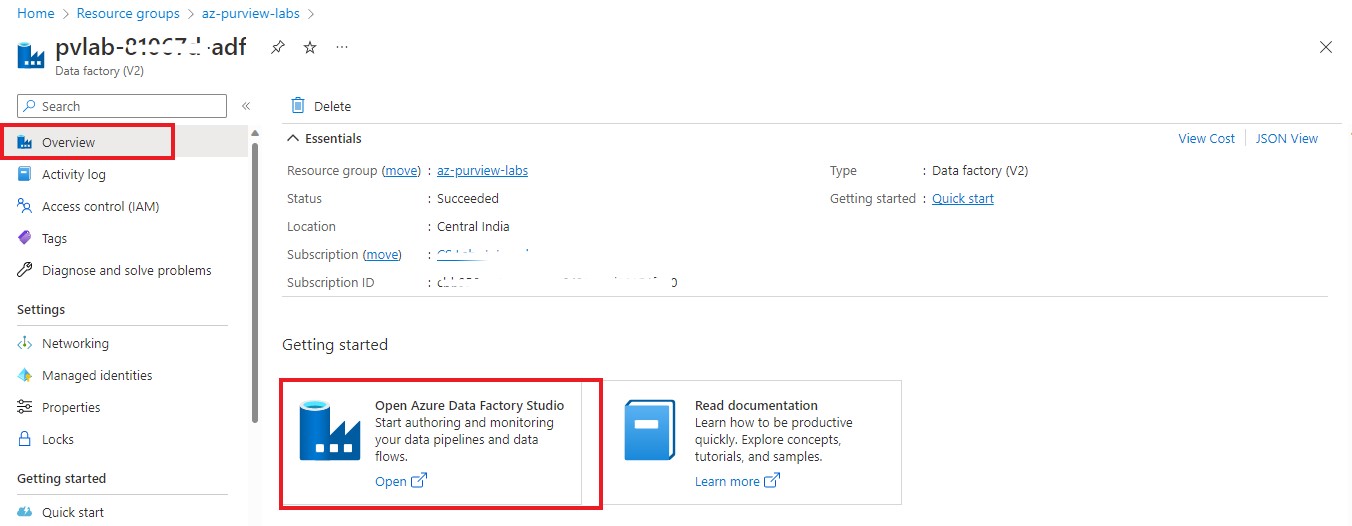 Home > Resource groups > az-purview-labs >
-adf
Data factory (V2)
Search
Overview
Activity log
Access control (IAM)
Tags
Diagnose and solve problems
Settings
Networking
Managed identities
Properties
Locks
Getting started
Quick start
Delete
Essentials
View Cost
JSON View
Resource group (move) : az-purview-labs
Status : Succeeded
Location : Central India
Subscription (move) :
Subscription ID :
Type : Data factory (V2)
Getting started : Quick start
Getting started
Open Azure Data Factory Studio
Start authoring and monitoring
your data pipelines and data
flows.
Open
Read documentation
Learn how to be productive
quickly. Explore concepts,
tutorials, and samples.
Learn more